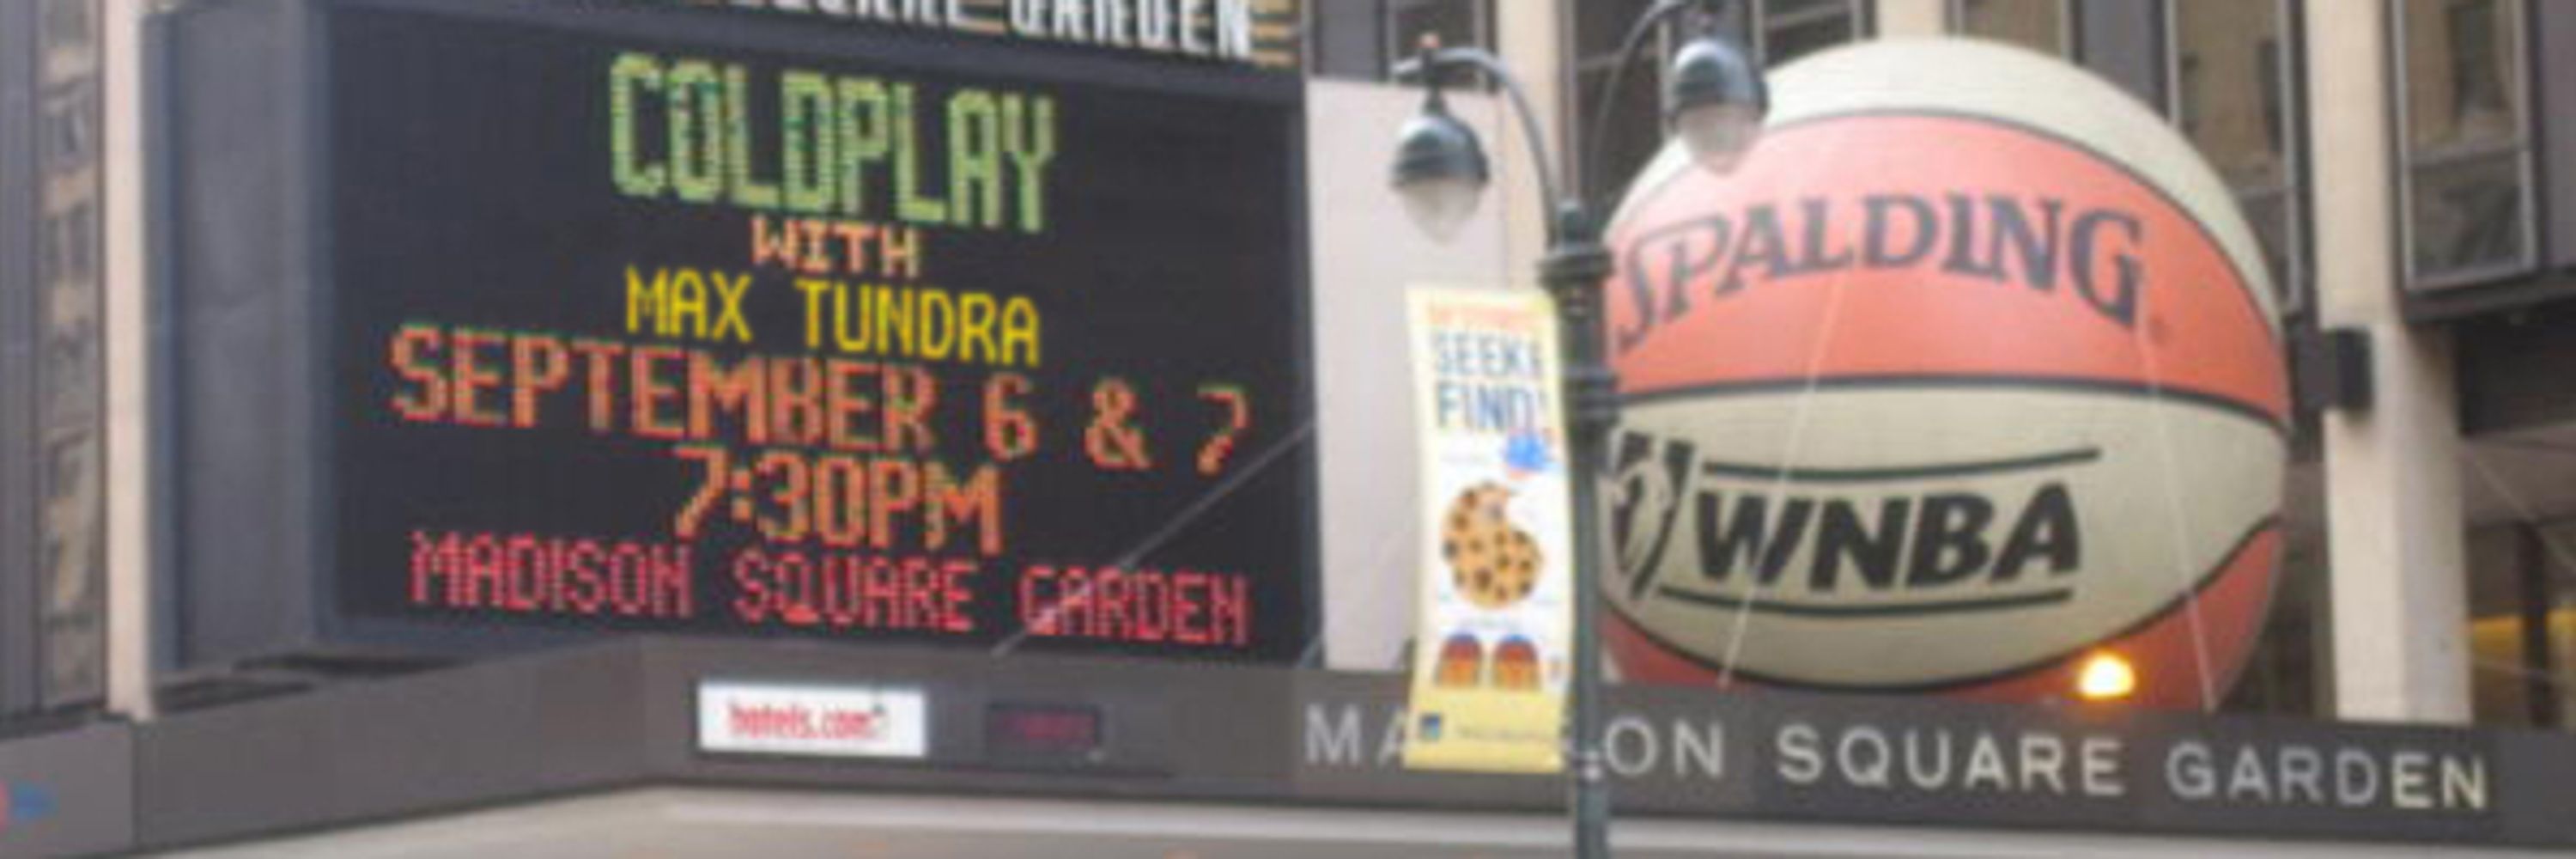 GARDEN
COLDPLAY
WITH
MAX TUNDRA
SEPTEMBER 6 & 7
7:30PM
MADISON SQUARE GARDEN
hotels.com
SEEK &
FIND!
SPALDING
WNBA
MA ON SQUARE GARDEN